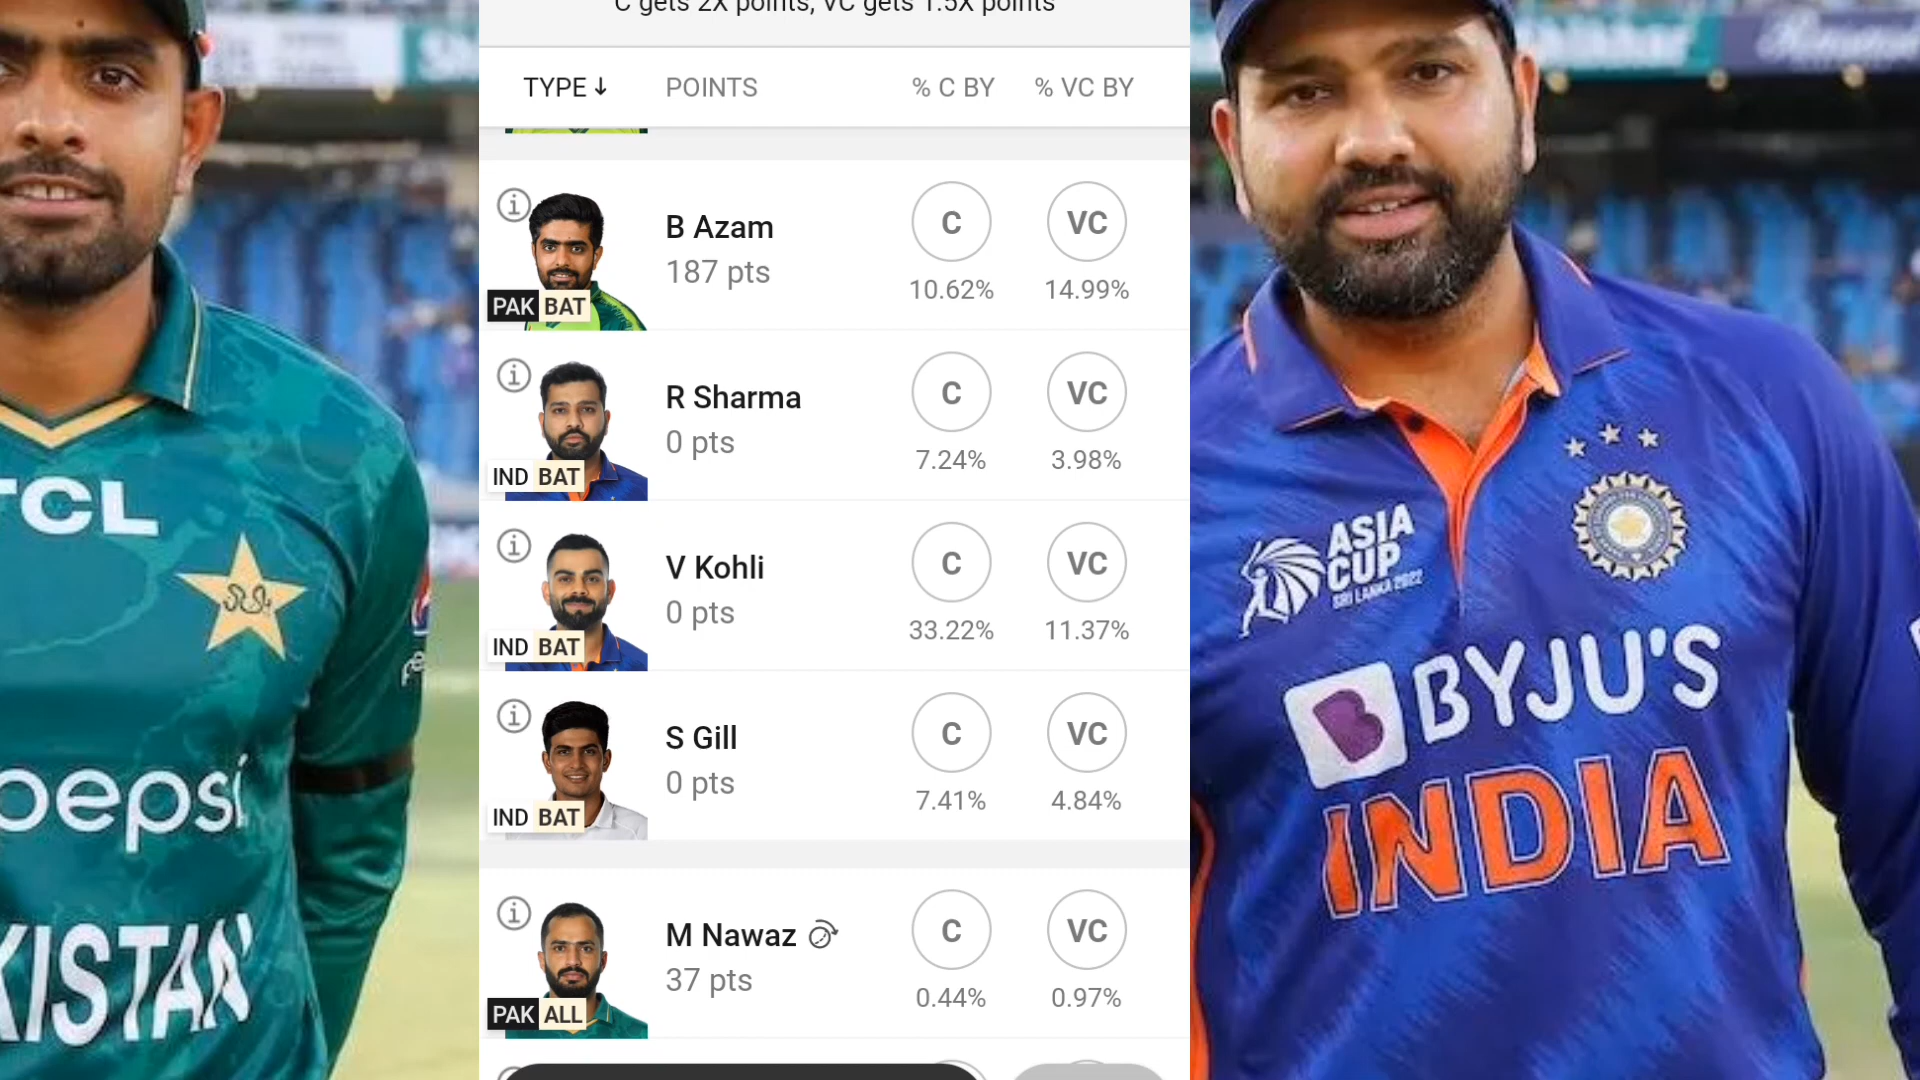 C gets 2X points, VC gets 1.5X points
TYPE↓ POINTS % C BY % VC BY
B Azam
187 pts
PAK BAT
C VC
10.62% 14.99%
R Sharma
0 pts
IND BAT
C VC
7.24% 3.98%
V Kohli
0 pts
IND BAT
C VC
33.22% 11.37%
S Gill
0 pts
IND BAT
C VC
7.41% 4.84%
M Nawaz
37 pts
PAK ALL
C VC
0.44% 0.97%
TCL
pepsi
KISTAN
ASIA
CUP
SRI LANKA 2022
BYJU'S
INDIA